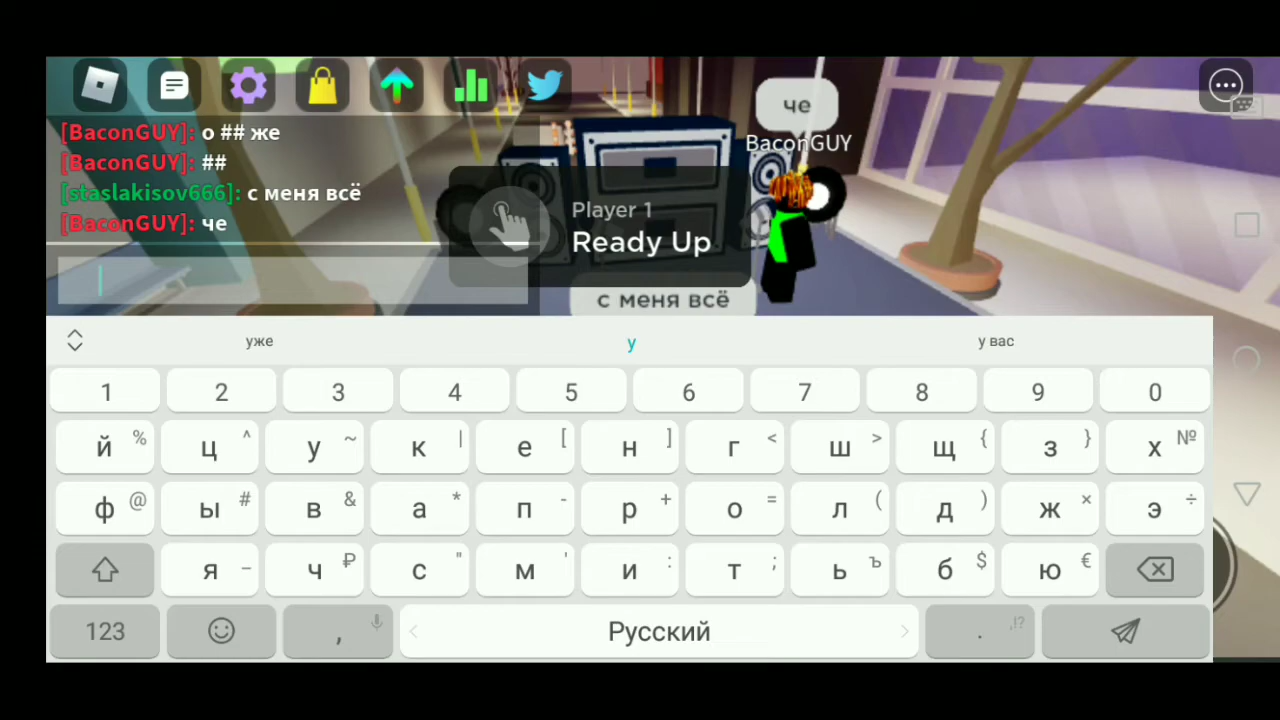 че
BaconGUY
[BaconGUY]: о ## же
[BaconGUY]: ##
[staslakisov666]: с меня всё
[BaconGUY]: че
Player 1
Ready Up
с меня всё
уже у у вас
1 2 3 4 5 6 7 8 9 0
й % ц ^ у ~ к | е [ н ] г < ш > щ { з } х №
ф @ ы # в & а * п - р + о = л ( д ) ж × э ÷
я _ ч ₽ с " м ' и : т ; ь ъ б $ ю €
123 , < Русский > . ,!?